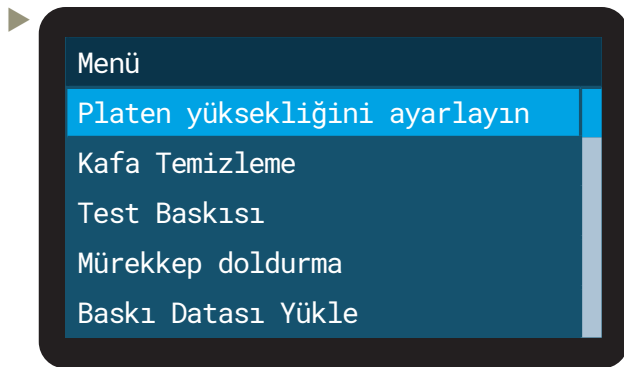 Menü
Platen yüksekliğini ayarlayın
Kafa Temizleme
Test Baskısı
Mürekkep doldurma
Baskı Datası Yükle